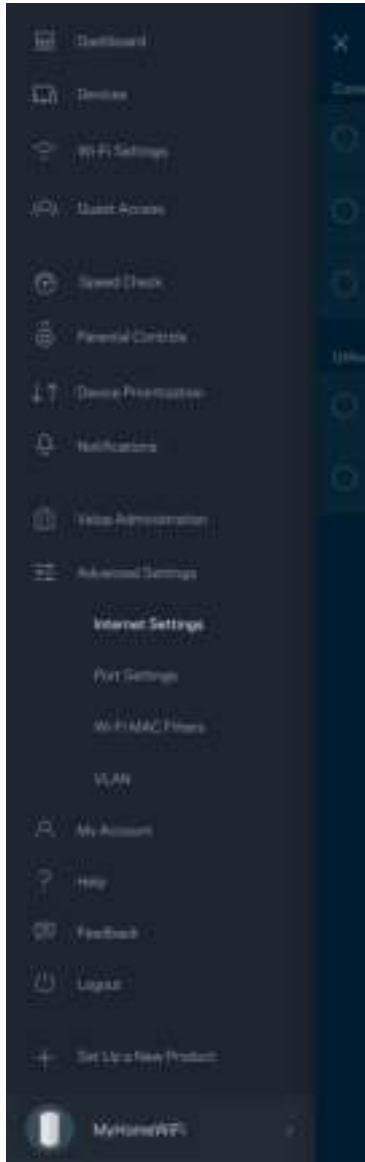 Dashboard
Devices
Wi-Fi Settings
Guest Access
Speed Check
Parental Controls
Device Prioritization
Notifications
Velop Administration
Advanced Settings
Internet Settings
Port Settings
Wi-Fi MAC Filters
VLAN
My Account
Help
Feedback
Logout
Set Up a New Product
MyHomeWiFi